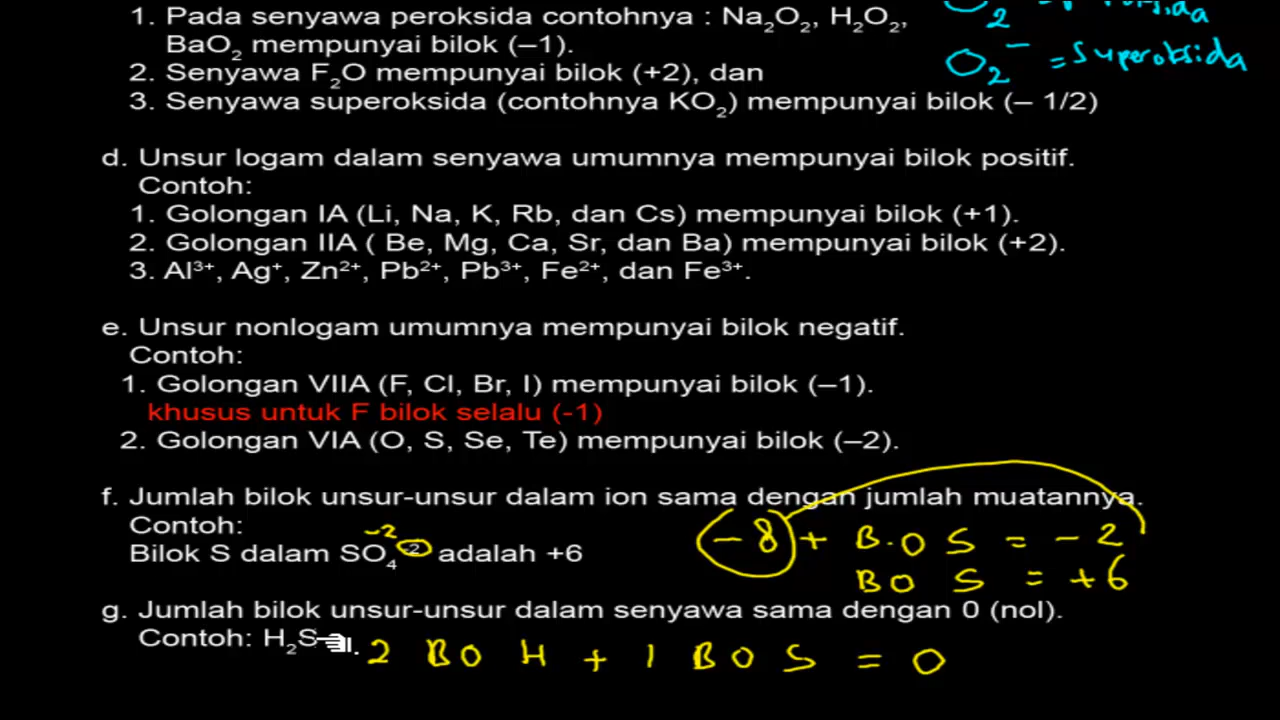 1. Pada senyawa peroksida contohnya : Na₂O₂, H₂O₂,
BaO₂ mempunyai bilok (–1).
O₂
O₂⁻ = superoksida
2. Senyawa F₂O mempunyai bilok (+2), dan
3. Senyawa superoksida (contohnya KO₂) mempunyai bilok (– 1/2)
d. Unsur logam dalam senyawa umumnya mempunyai bilok positif.
Contoh:
1. Golongan IA (Li, Na, K, Rb, dan Cs) mempunyai bilok (+1).
2. Golongan IIA ( Be, Mg, Ca, Sr, dan Ba) mempunyai bilok (+2).
3. Al³⁺, Ag⁺, Zn²⁺, Pb²⁺, Pb³⁺, Fe²⁺, dan Fe³⁺.
e. Unsur nonlogam umumnya mempunyai bilok negatif.
Contoh:
1. Golongan VIIA (F, Cl, Br, I) mempunyai bilok (–1).
khusus untuk F bilok selalu (-1)
2. Golongan VIA (O, S, Se, Te) mempunyai bilok (–2).
f. Jumlah bilok unsur-unsur dalam ion sama dengan jumlah muatannya.
Contoh:
-2
Bilok S dalam SO₄⁻² adalah +6
-8 + B.O S = -2
BO S = +6
g. Jumlah bilok unsur-unsur dalam senyawa sama dengan 0 (nol).
Contoh: H₂S
2 BO H + 1 BO S = 0